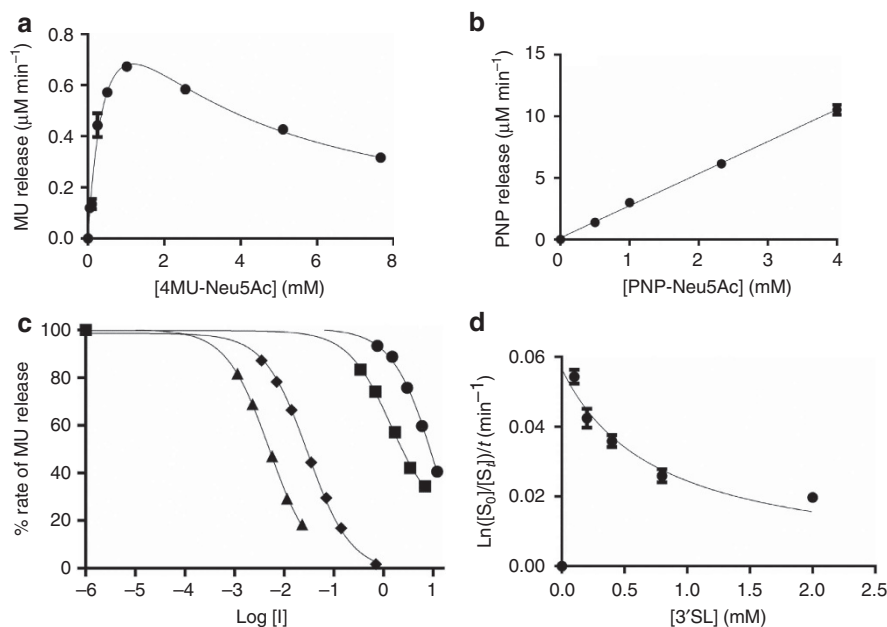 a
MU release (µM min⁻¹)
0.8
0.6
0.4
0.2
0.0
0 2 4 6 8
[4MU-Neu5Ac] (mM)
b
PNP release (µM min⁻¹)
15
10
5
0
0 1 2 3 4
[PNP-Neu5Ac] (mM)
c
% rate of MU release
100
80
60
40
20
0
–6 –5 –4 –3 –2 –1 0 1
Log [I]
d
Ln([S₀]/[Sₜ])/t (min⁻¹)
0.06
0.04
0.02
0.00
0.0 0.5 1.0 1.5 2.0 2.5
[3′SL] (mM)